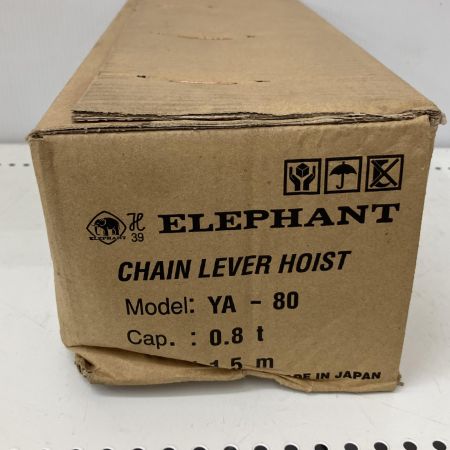 ELEPHANT
H
39
ELEPHANT
CHAIN LEVER HOIST
Model: YA - 80
Cap. : 0.8 t
1.5 m
IN JAPAN